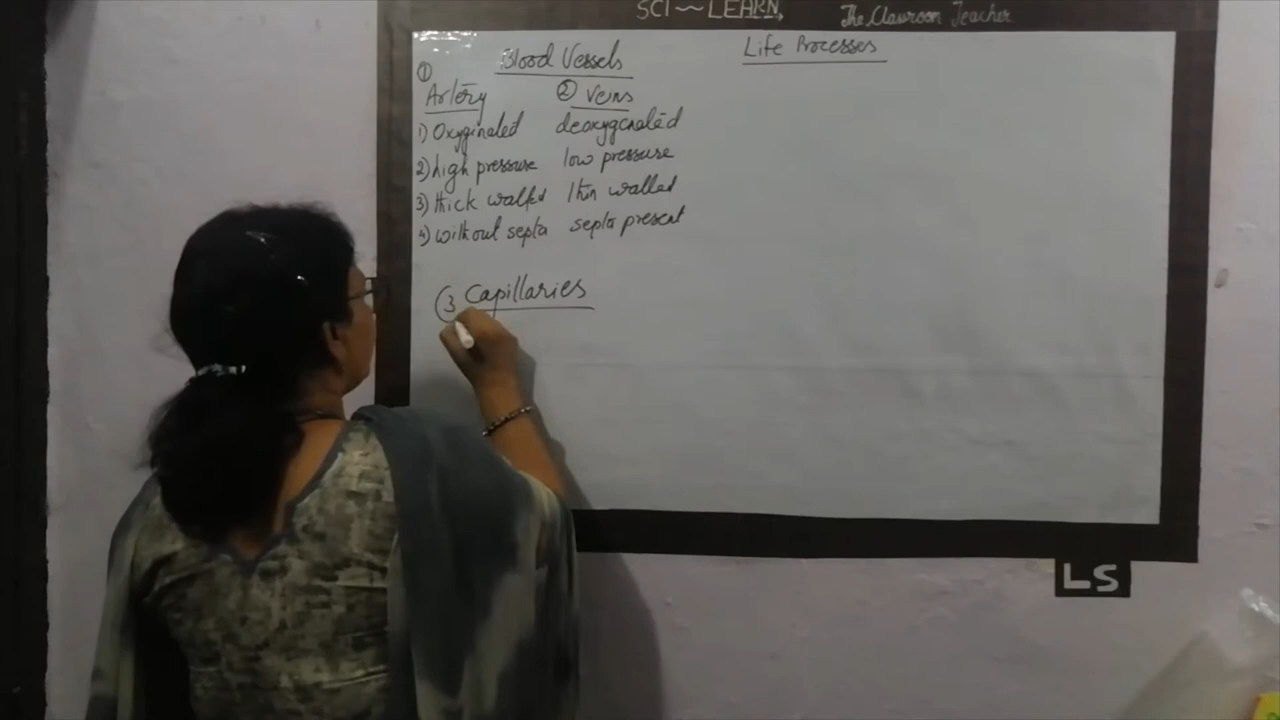 SCI ~ LEARN, The Classroon Teacher
Blood Vessels Life Processes
① Artery ② Veins
1) Oxyginated deoxygenated
2) high pressure low pressure
3) thick walled thin walled
4) without septa septa present
(3 Capillaries
LS